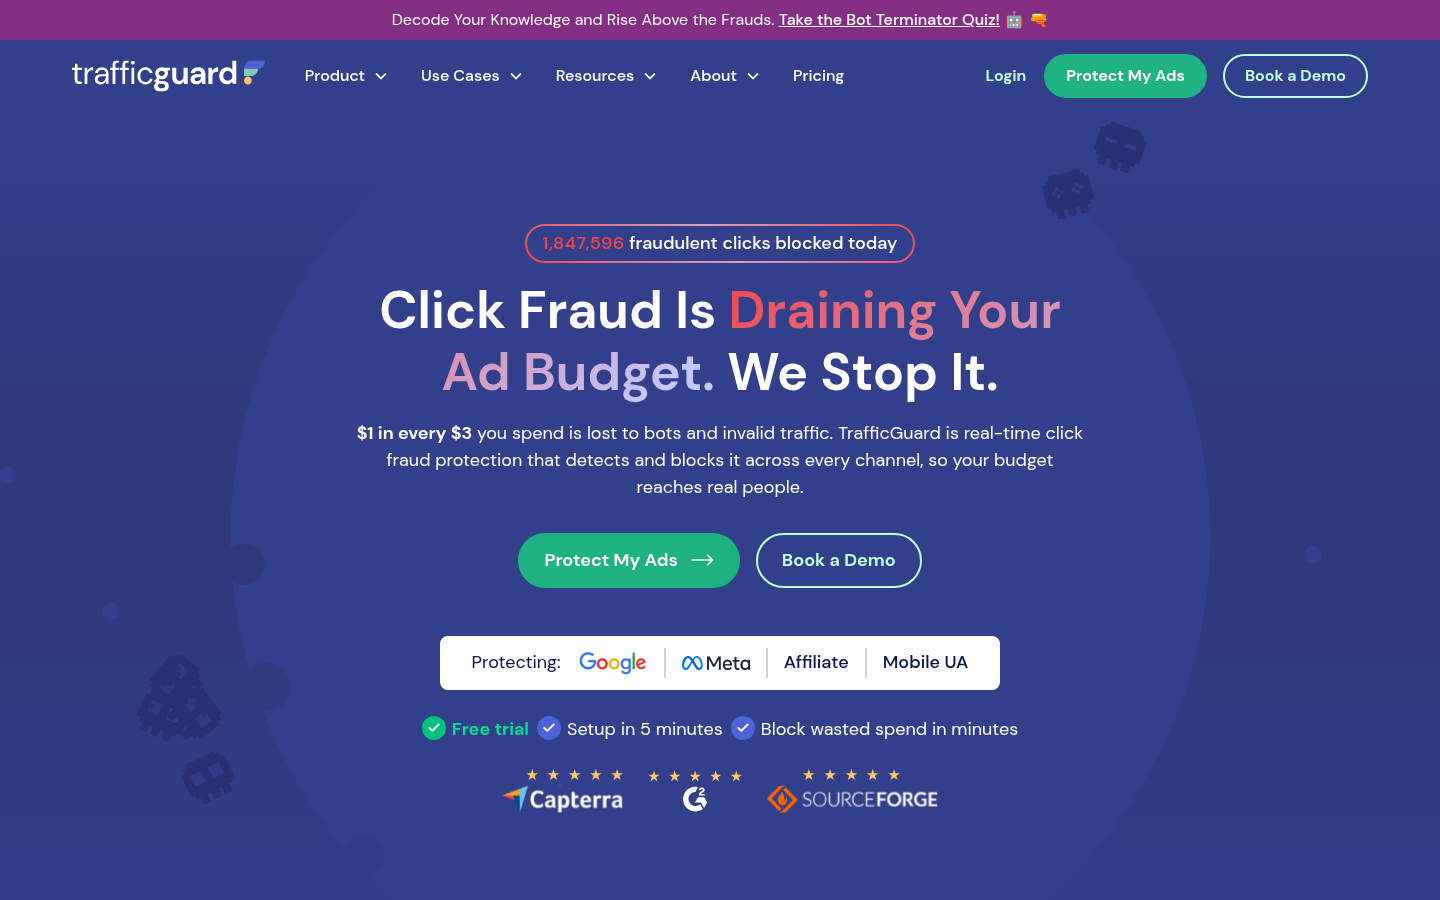 Decode Your Knowledge and Rise Above the Frauds. Take the Bot Terminator Quiz! 🤖 🔫
trafficguard
Product
Use Cases
Resources
About
Pricing
Login
Protect My Ads
Book a Demo
1,847,596 fraudulent clicks blocked today
Click Fraud Is Draining Your
Ad Budget. We Stop It.
$1 in every $3 you spend is lost to bots and invalid traffic. TrafficGuard is real-time click
fraud protection that detects and blocks it across every channel, so your budget
reaches real people.
Protect My Ads
Book a Demo
Protecting: Google Meta Affiliate Mobile UA
Free trial Setup in 5 minutes Block wasted spend in minutes
Capterra
G2
SOURCEFORGE